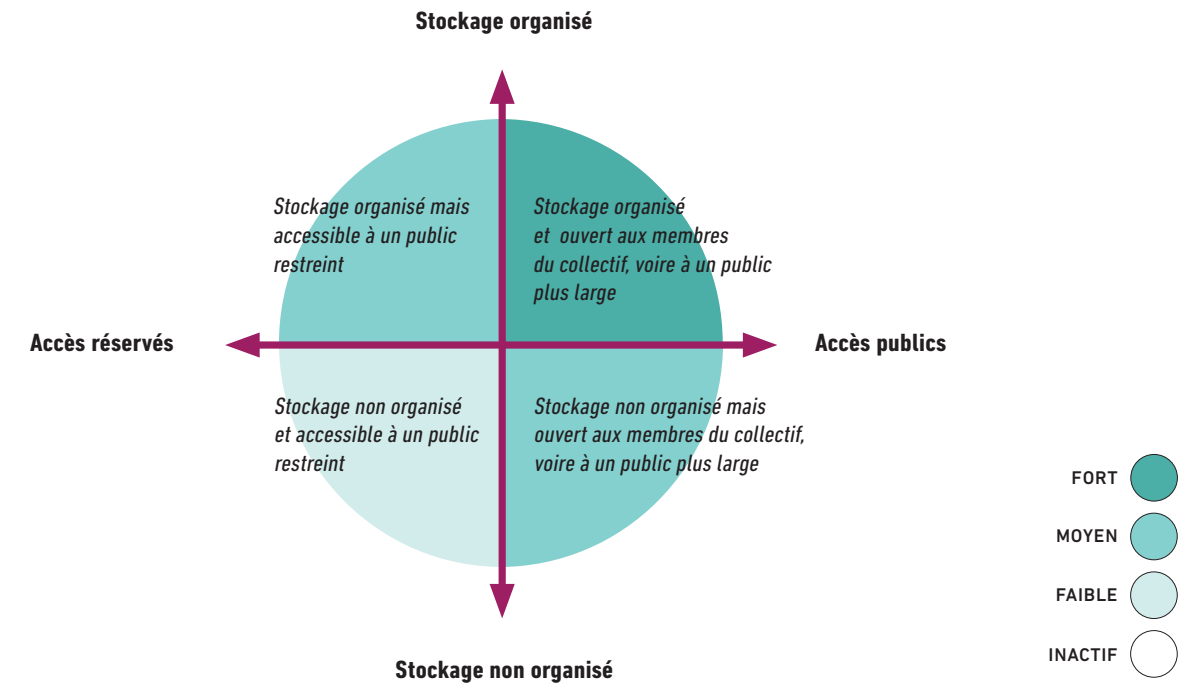 Stockage organisé
Stockage organisé mais
accessible à un public
restreint
Stockage organisé
et ouvert aux membres
du collectif, voire à un public
plus large
Accès réservés
Accès publics
Stockage non organisé
et accessible à un public
restreint
Stockage non organisé mais
ouvert aux membres du collectif,
voire à un public plus large
FORT
MOYEN
FAIBLE
INACTIF
Stockage non organisé